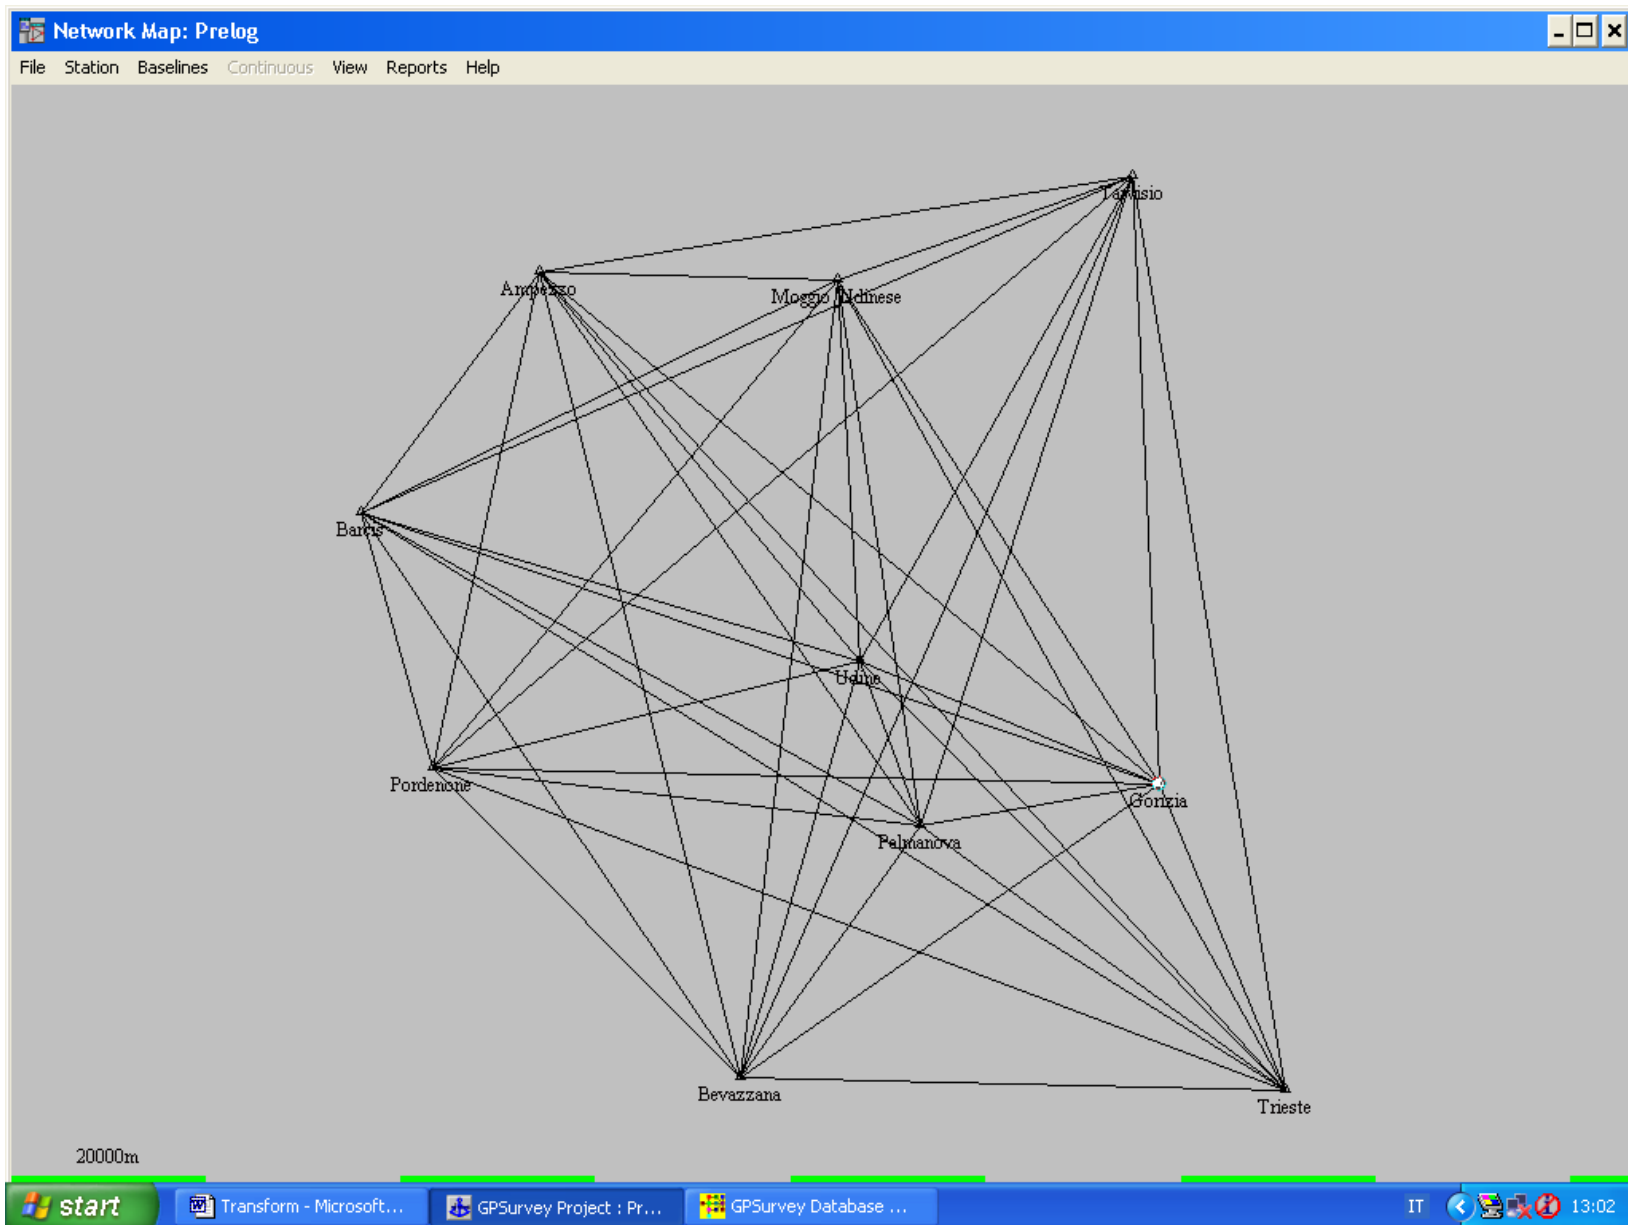 Network Map: Prelog
File Station Baselines Continuous View Reports Help
Tarvisio
Ampezzo
Moggio Udinese
Barcis
Udine
Pordenone
Gorizia
Palmanova
Bevazzana
Trieste
20000m
start Transform - Microsoft... GPSurvey Project : Pr... GPSurvey Database ... IT 13:02